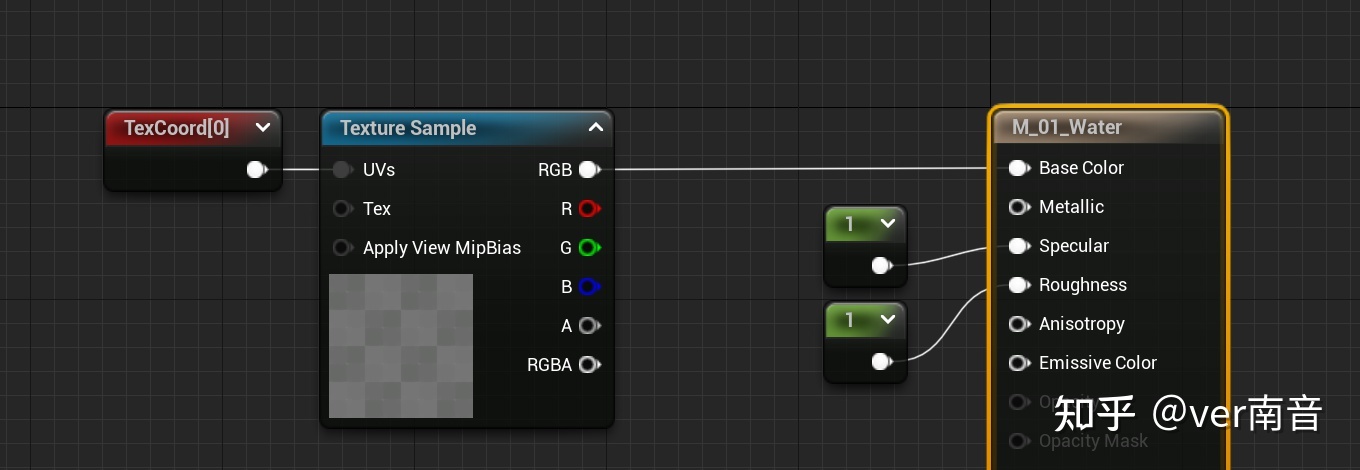 TexCoord[0]
Texture Sample
UVs
RGB
Tex
R
Apply View MipBias
G
B
A
RGBA
1
1
M_01_Water
Base Color
Metallic
Specular
Roughness
Anisotropy
Emissive Color
Opacity
Opacity Mask
知乎 @ver南音